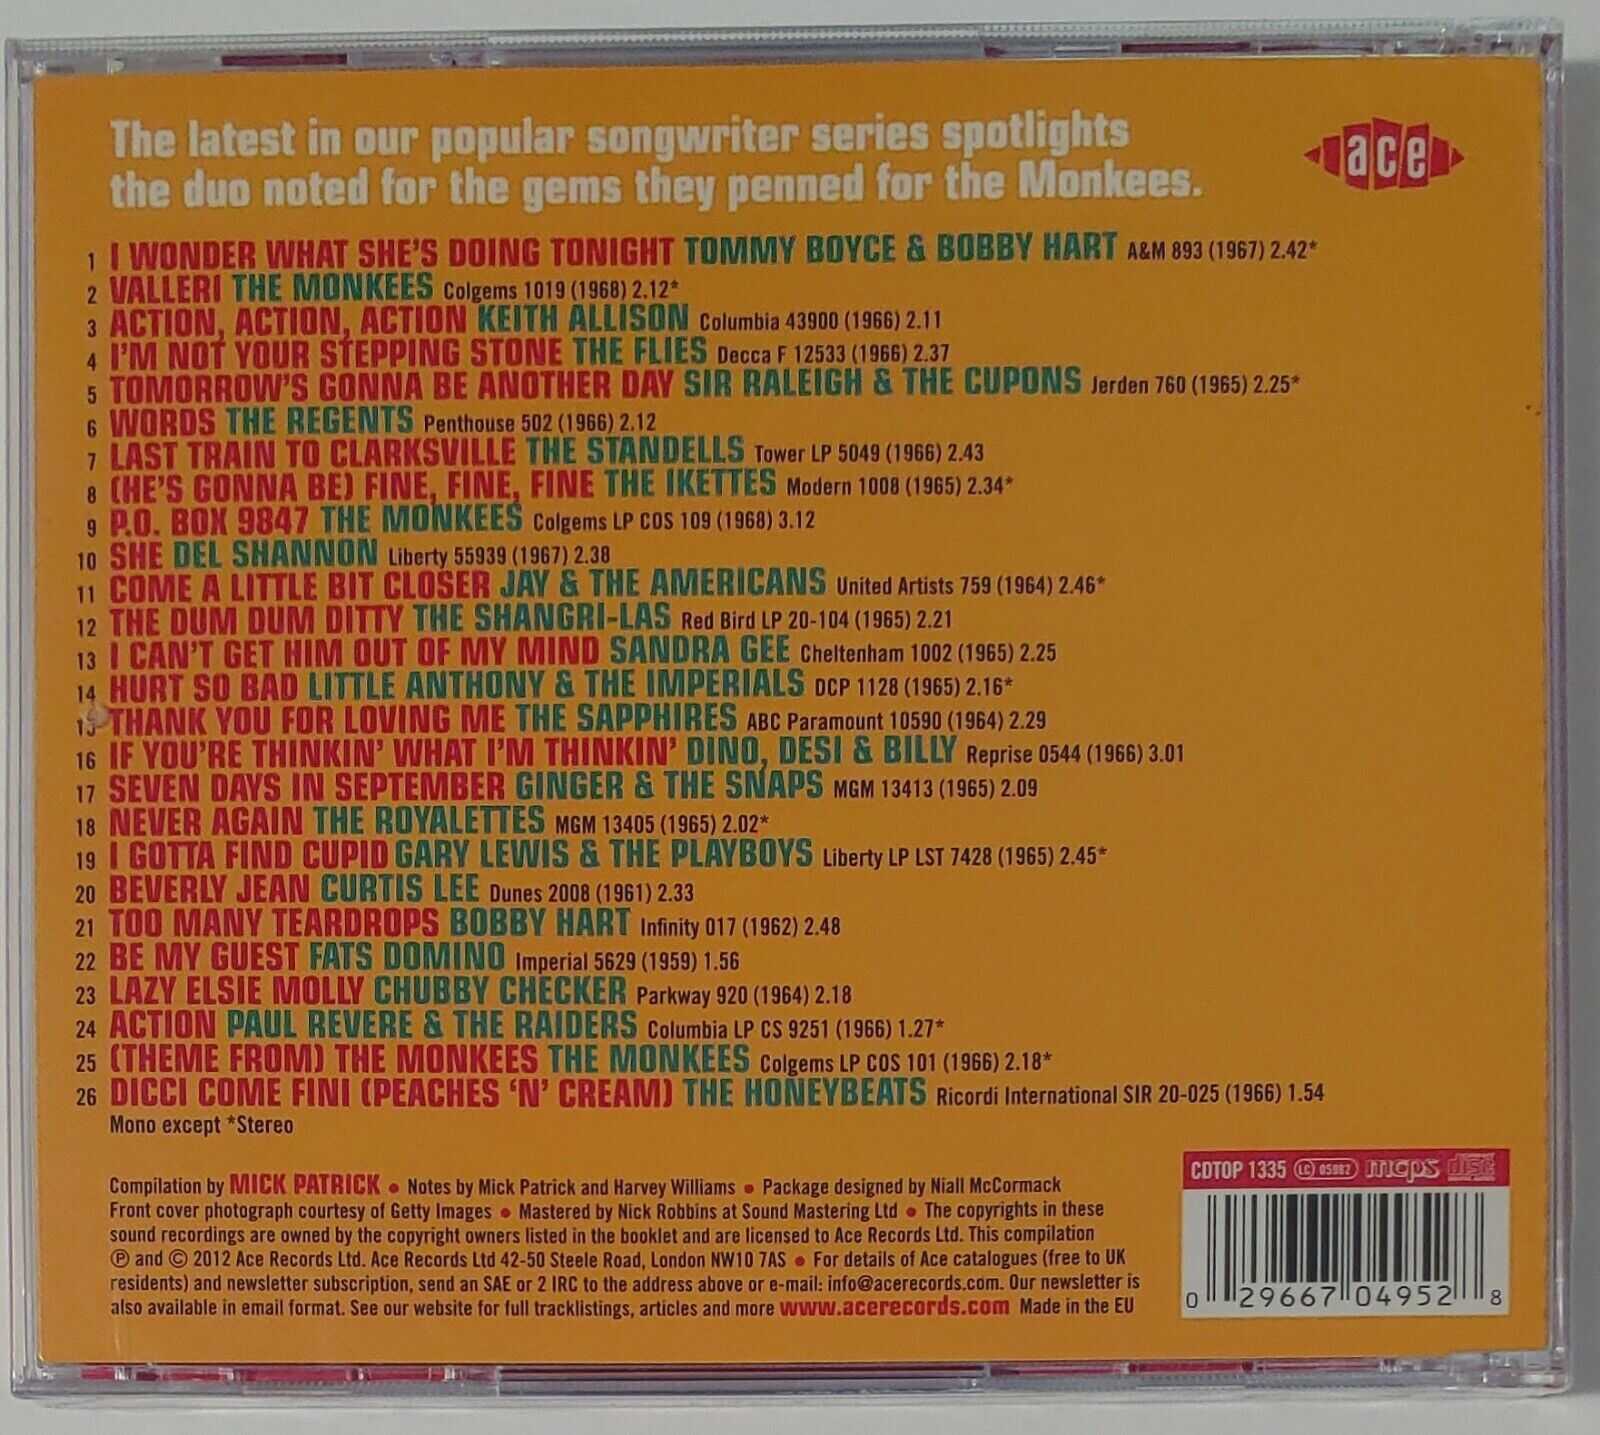 The latest in our popular songwriter series spotlights
the duo noted for the gems they penned for the Monkees.
ace
1 I WONDER WHAT SHE'S DOING TONIGHT TOMMY BOYCE & BOBBY HART A&M 893 (1967) 2.42*
2 VALLERI THE MONKEES Colgems 1019 (1968) 2.12*
3 ACTION, ACTION, ACTION KEITH ALLISON Columbia 43900 (1966) 2.11
4 I'M NOT YOUR STEPPING STONE THE FLIES Decca F 12533 (1966) 2.37
5 TOMORROW'S GONNA BE ANOTHER DAY SIR RALEIGH & THE CUPONS Jerden 760 (1965) 2.25*
6 WORDS THE REGENTS Penthouse 502 (1966) 2.12
7 LAST TRAIN TO CLARKSVILLE THE STANDELLS Tower LP 5049 (1966) 2.43
8 (HE'S GONNA BE) FINE, FINE, FINE THE IKETTES Modern 1008 (1965) 2.34*
9 P.O. BOX 9847 THE MONKEES Colgems LP COS 109 (1968) 3.12
10 SHE DEL SHANNON Liberty 55939 (1967) 2.38
11 COME A LITTLE BIT CLOSER JAY & THE AMERICANS United Artists 759 (1964) 2.46*
12 THE DUM DUM DITTY THE SHANGRI-LAS Red Bird LP 20-104 (1965) 2.21
13 I CAN'T GET HIM OUT OF MY MIND SANDRA GEE Cheltenham 1002 (1965) 2.25
14 HURT SO BAD LITTLE ANTHONY & THE IMPERIALS DCP 1128 (1965) 2.16*
15 THANK YOU FOR LOVING ME THE SAPPHIRES ABC Paramount 10590 (1964) 2.29
16 IF YOU'RE THINKIN' WHAT I'M THINKIN' DINO, DESI & BILLY Reprise 0544 (1966) 3.01
17 SEVEN DAYS IN SEPTEMBER GINGER & THE SNAPS MGM 13413 (1965) 2.09
18 NEVER AGAIN THE ROYALETTES MGM 13405 (1965) 2.02*
19 I GOTTA FIND CUPID GARY LEWIS & THE PLAYBOYS Liberty LP LST 7428 (1965) 2.45*
20 BEVERLY JEAN CURTIS LEE Dunes 2008 (1961) 2.33
21 TOO MANY TEARDROPS BOBBY HART Infinity 017 (1962) 2.48
22 BE MY GUEST FATS DOMINO Imperial 5629 (1959) 1.56
23 LAZY ELSIE MOLLY CHUBBY CHECKER Parkway 920 (1964) 2.18
24 ACTION PAUL REVERE & THE RAIDERS Columbia LP CS 9251 (1966) 1.27*
25 (THEME FROM) THE MONKEES THE MONKEES Colgems LP COS 101 (1966) 2.18*
26 DICCI COME FINI (PEACHES 'N' CREAM) THE HONEYBEATS Ricordi International SIR 20-025 (1966) 1.54
Mono except *Stereo
Compilation by MICK PATRICK • Notes by Mick Patrick and Harvey Williams • Package designed by Niall McCormack
Front cover photograph courtesy of Getty Images • Mastered by Nick Robbins at Sound Mastering Ltd • The copyrights in these
sound recordings are owned by the copyright owners listed in the booklet and are licensed to Ace Records Ltd. This compilation
℗ and © 2012 Ace Records Ltd. Ace Records Ltd 42-50 Steele Road, London NW10 7AS • For details of Ace catalogues (free to UK
residents) and newsletter subscription, send an SAE or 2 IRC to the address above or e-mail: info@acerecords.com. Our newsletter is
also available in email format. See our website for full tracklistings, articles and more www.acerecords.com Made in the EU
CDTOP 1335 LC 05982 mcps disc
0 29667 04952 8